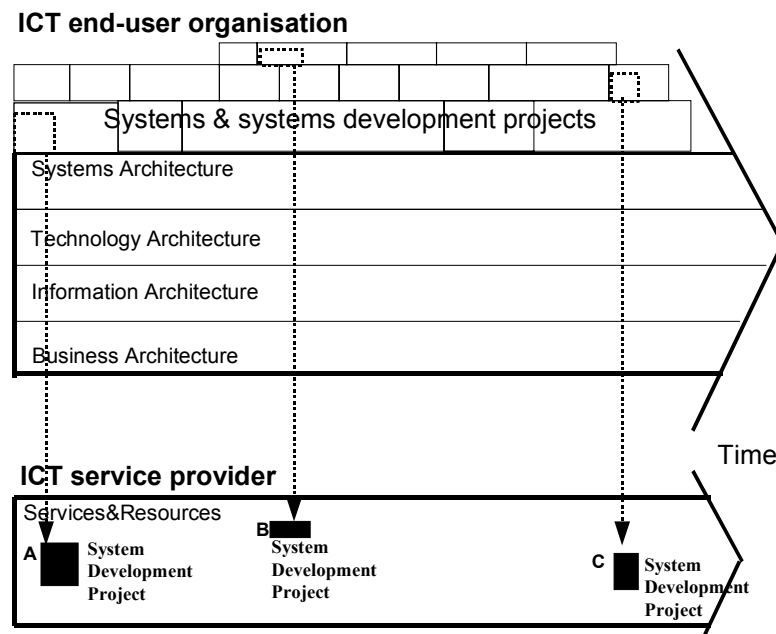 ICT end-user organisation
Systems & systems development projects
Systems Architecture
Technology Architecture
Information Architecture
Business Architecture
Time
ICT service provider
Services&Resources
A
System
Development
Project
B
System
Development
Project
C
System
Development
Project